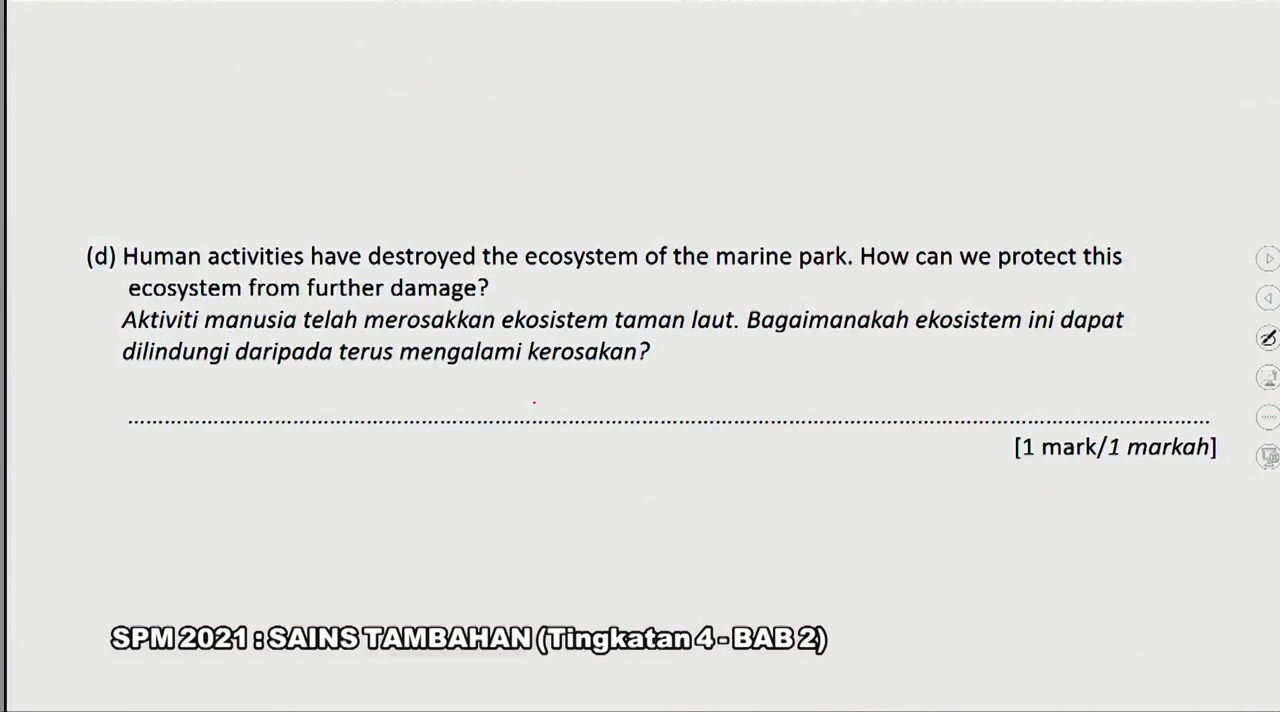 (d) Human activities have destroyed the ecosystem of the marine park. How can we protect this
ecosystem from further damage?
Aktiviti manusia telah merosakkan ekosistem taman laut. Bagaimanakah ekosistem ini dapat
dilindungi daripada terus mengalami kerosakan?
..........................................................................................................................................................................
[1 mark/1 markah]
SPM 2021 : SAINS TAMBAHAN (Tingkatan 4 - BAB 2)